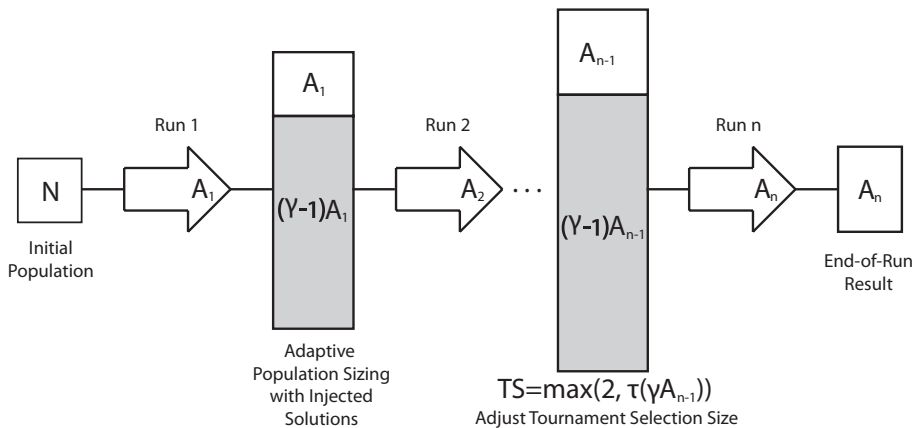 Run 1
Run 2
Run n
N
A₁
A₁
(γ-1)A₁
A₂
...
Aₙ₋₁
(γ-1)Aₙ₋₁
Aₙ
Aₙ
Initial
Population
Adaptive
Population Sizing
with Injected
Solutions
TS=max(2, τ(γAₙ₋₁))
Adjust Tournament Selection Size
End-of-Run
Result